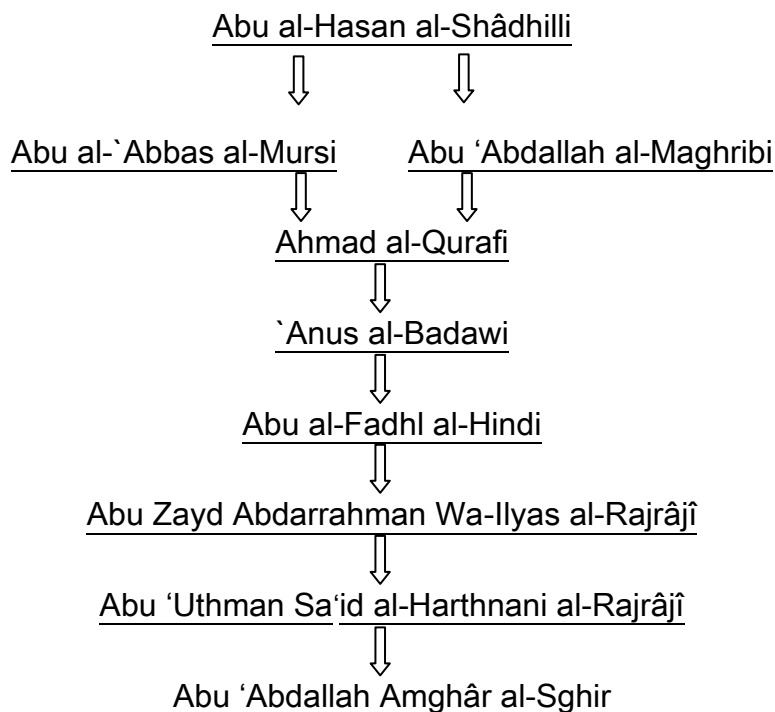 Abu al-Hasan al-Shâdhilli
Abu al-`Abbas al-Mursi Abu ‘Abdallah al-Maghribi
Ahmad al-Qurafi
`Anus al-Badawi
Abu al-Fadhl al-Hindi
Abu Zayd Abdarrahman Wa-Ilyas al-Rajrâjî
Abu ‘Uthman Sa‘id al-Harthnani al-Rajrâjî
Abu ‘Abdallah Amghâr al-Sghir